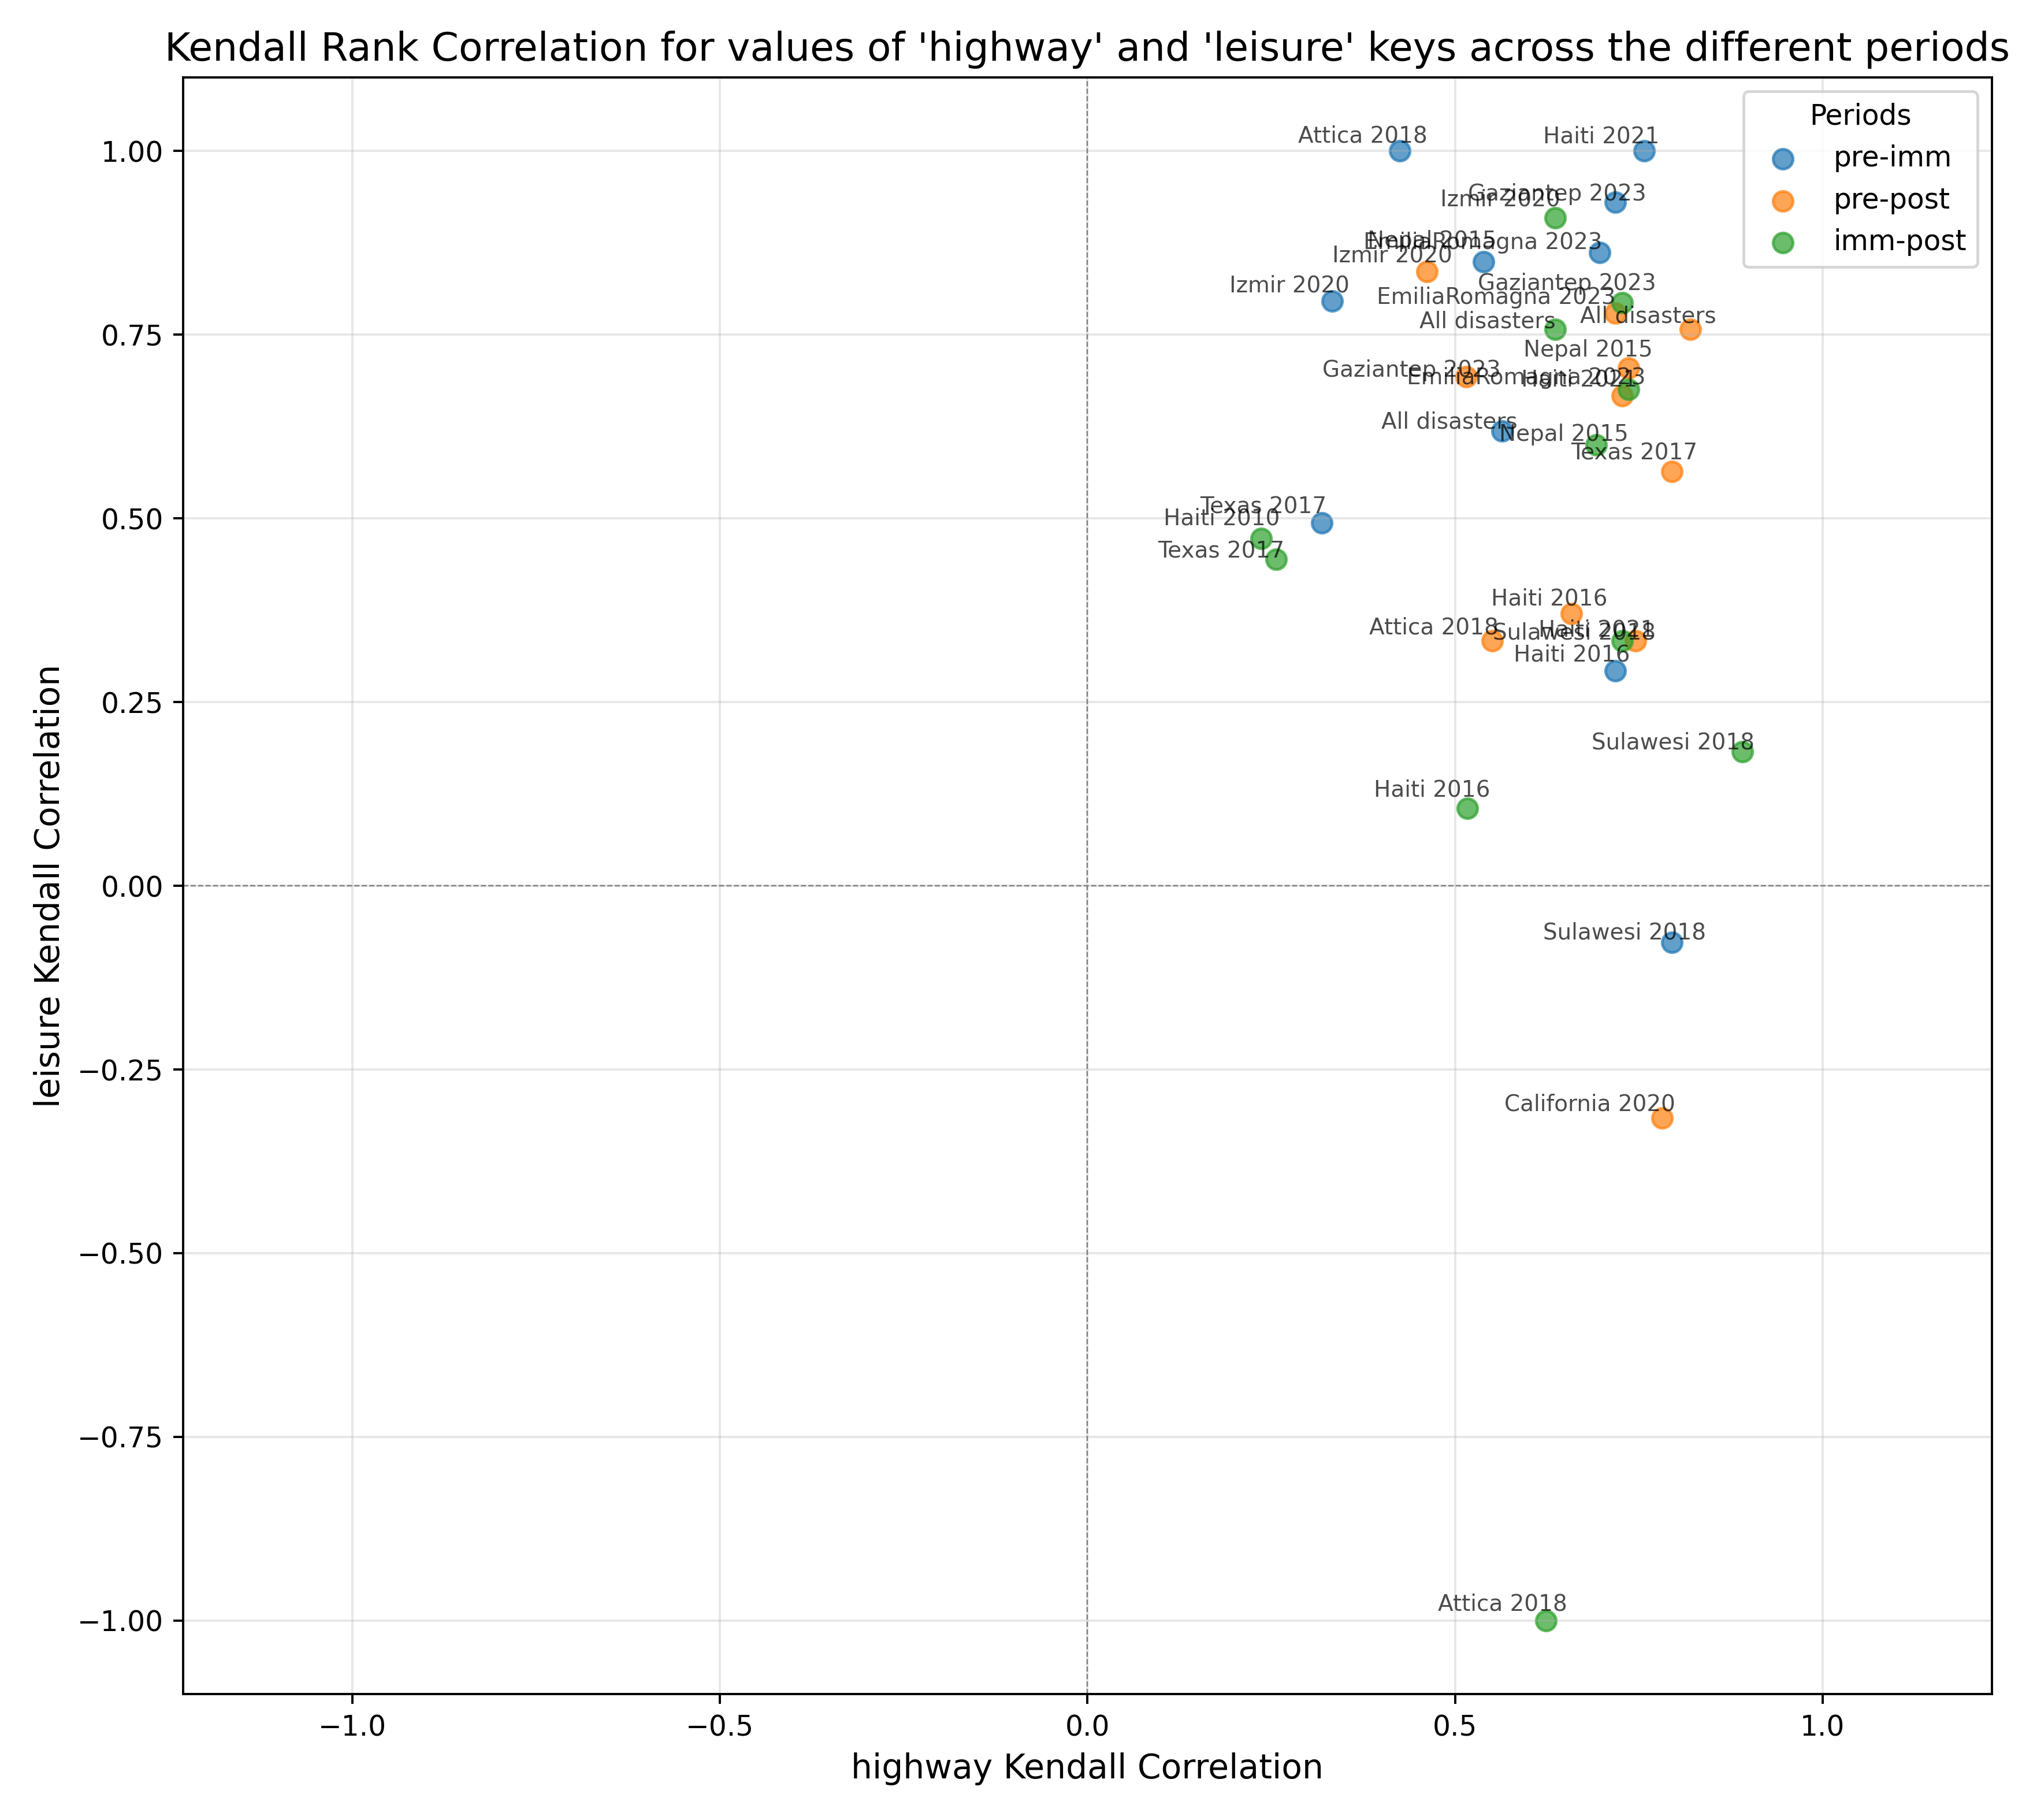 Kendall Rank Correlation for values of 'highway' and 'leisure' keys across the different periods
Periods
pre-imm
pre-post
imm-post
Attica 2018
Haiti 2021
Gaziantep 2023
Izmir 2020
Nepal 2015
EmiliaRomagna 2023
Izmir 2020
Izmir 2020
Gaziantep 2023
EmiliaRomagna 2023
All disasters
All disasters
Nepal 2015
Gaziantep 2023
EmiliaRomagna 2023
Haiti 2021
All disasters
Nepal 2015
Texas 2017
Texas 2017
Haiti 2010
Texas 2017
Haiti 2016
Attica 2018
Sulawesi 2018
Haiti 2021
Haiti 2016
Sulawesi 2018
Haiti 2016
Sulawesi 2018
California 2020
Attica 2018
1.00
0.75
0.50
0.25
0.00
−0.25
−0.50
−0.75
−1.00
−1.0
−0.5
0.0
0.5
1.0
leisure Kendall Correlation
highway Kendall Correlation